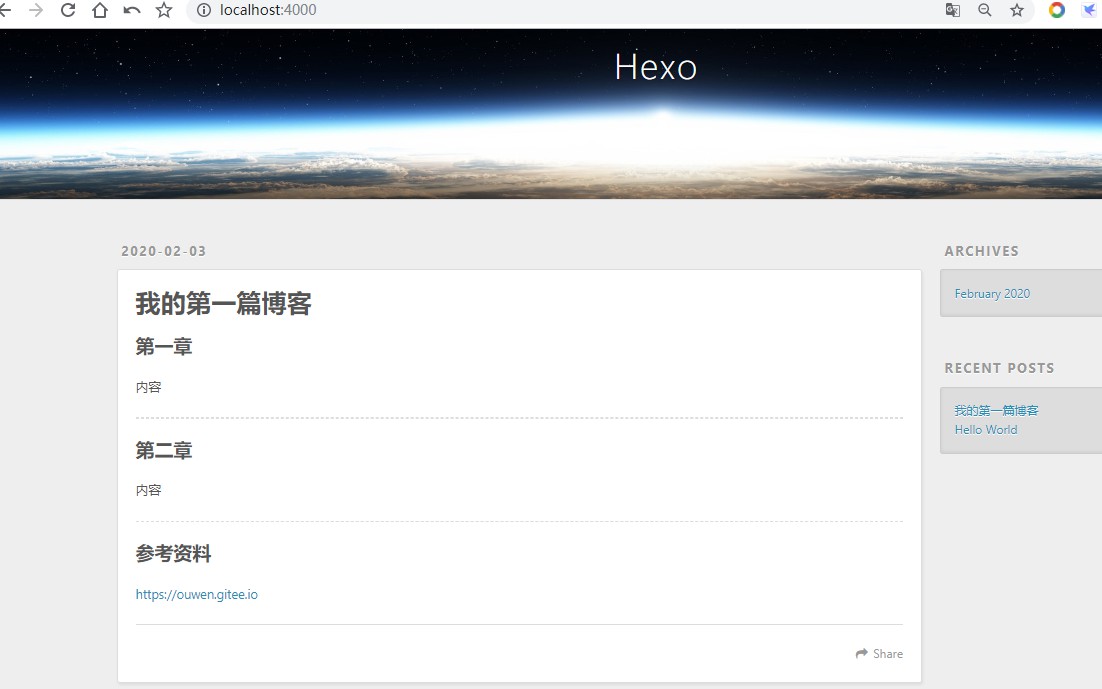 localhost:4000
Hexo
2020-02-03
我的第一篇博客
第一章
内容
第二章
内容
参考资料
https://ouwen.gitee.io
Share
ARCHIVES
February 2020
RECENT POSTS
我的第一篇博客
Hello World